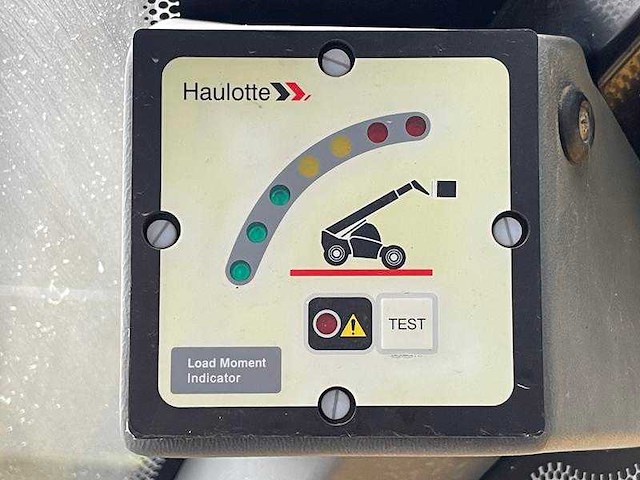 Haulotte
TEST
Load Moment
Indicator